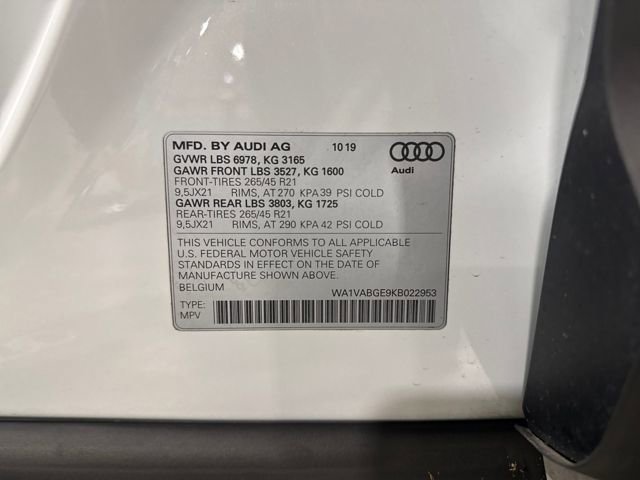 MFD. BY AUDI AG 10 19
GVWR LBS 6978, KG 3165
GAWR FRONT LBS 3527, KG 1600
FRONT-TIRES 265/45 R21
9,5JX21 RIMS, AT 270 KPA 39 PSI COLD
GAWR REAR LBS 3803, KG 1725
REAR-TIRES 265/45 R21
9,5JX21 RIMS, AT 290 KPA 42 PSI COLD
Audi
THIS VEHICLE CONFORMS TO ALL APPLICABLE
U.S. FEDERAL MOTOR VEHICLE SAFETY
STANDARDS IN EFFECT ON THE DATE OF
MANUFACTURE SHOWN ABOVE.
BELGIUM WA1VABGE9KB022953
TYPE:
MPV